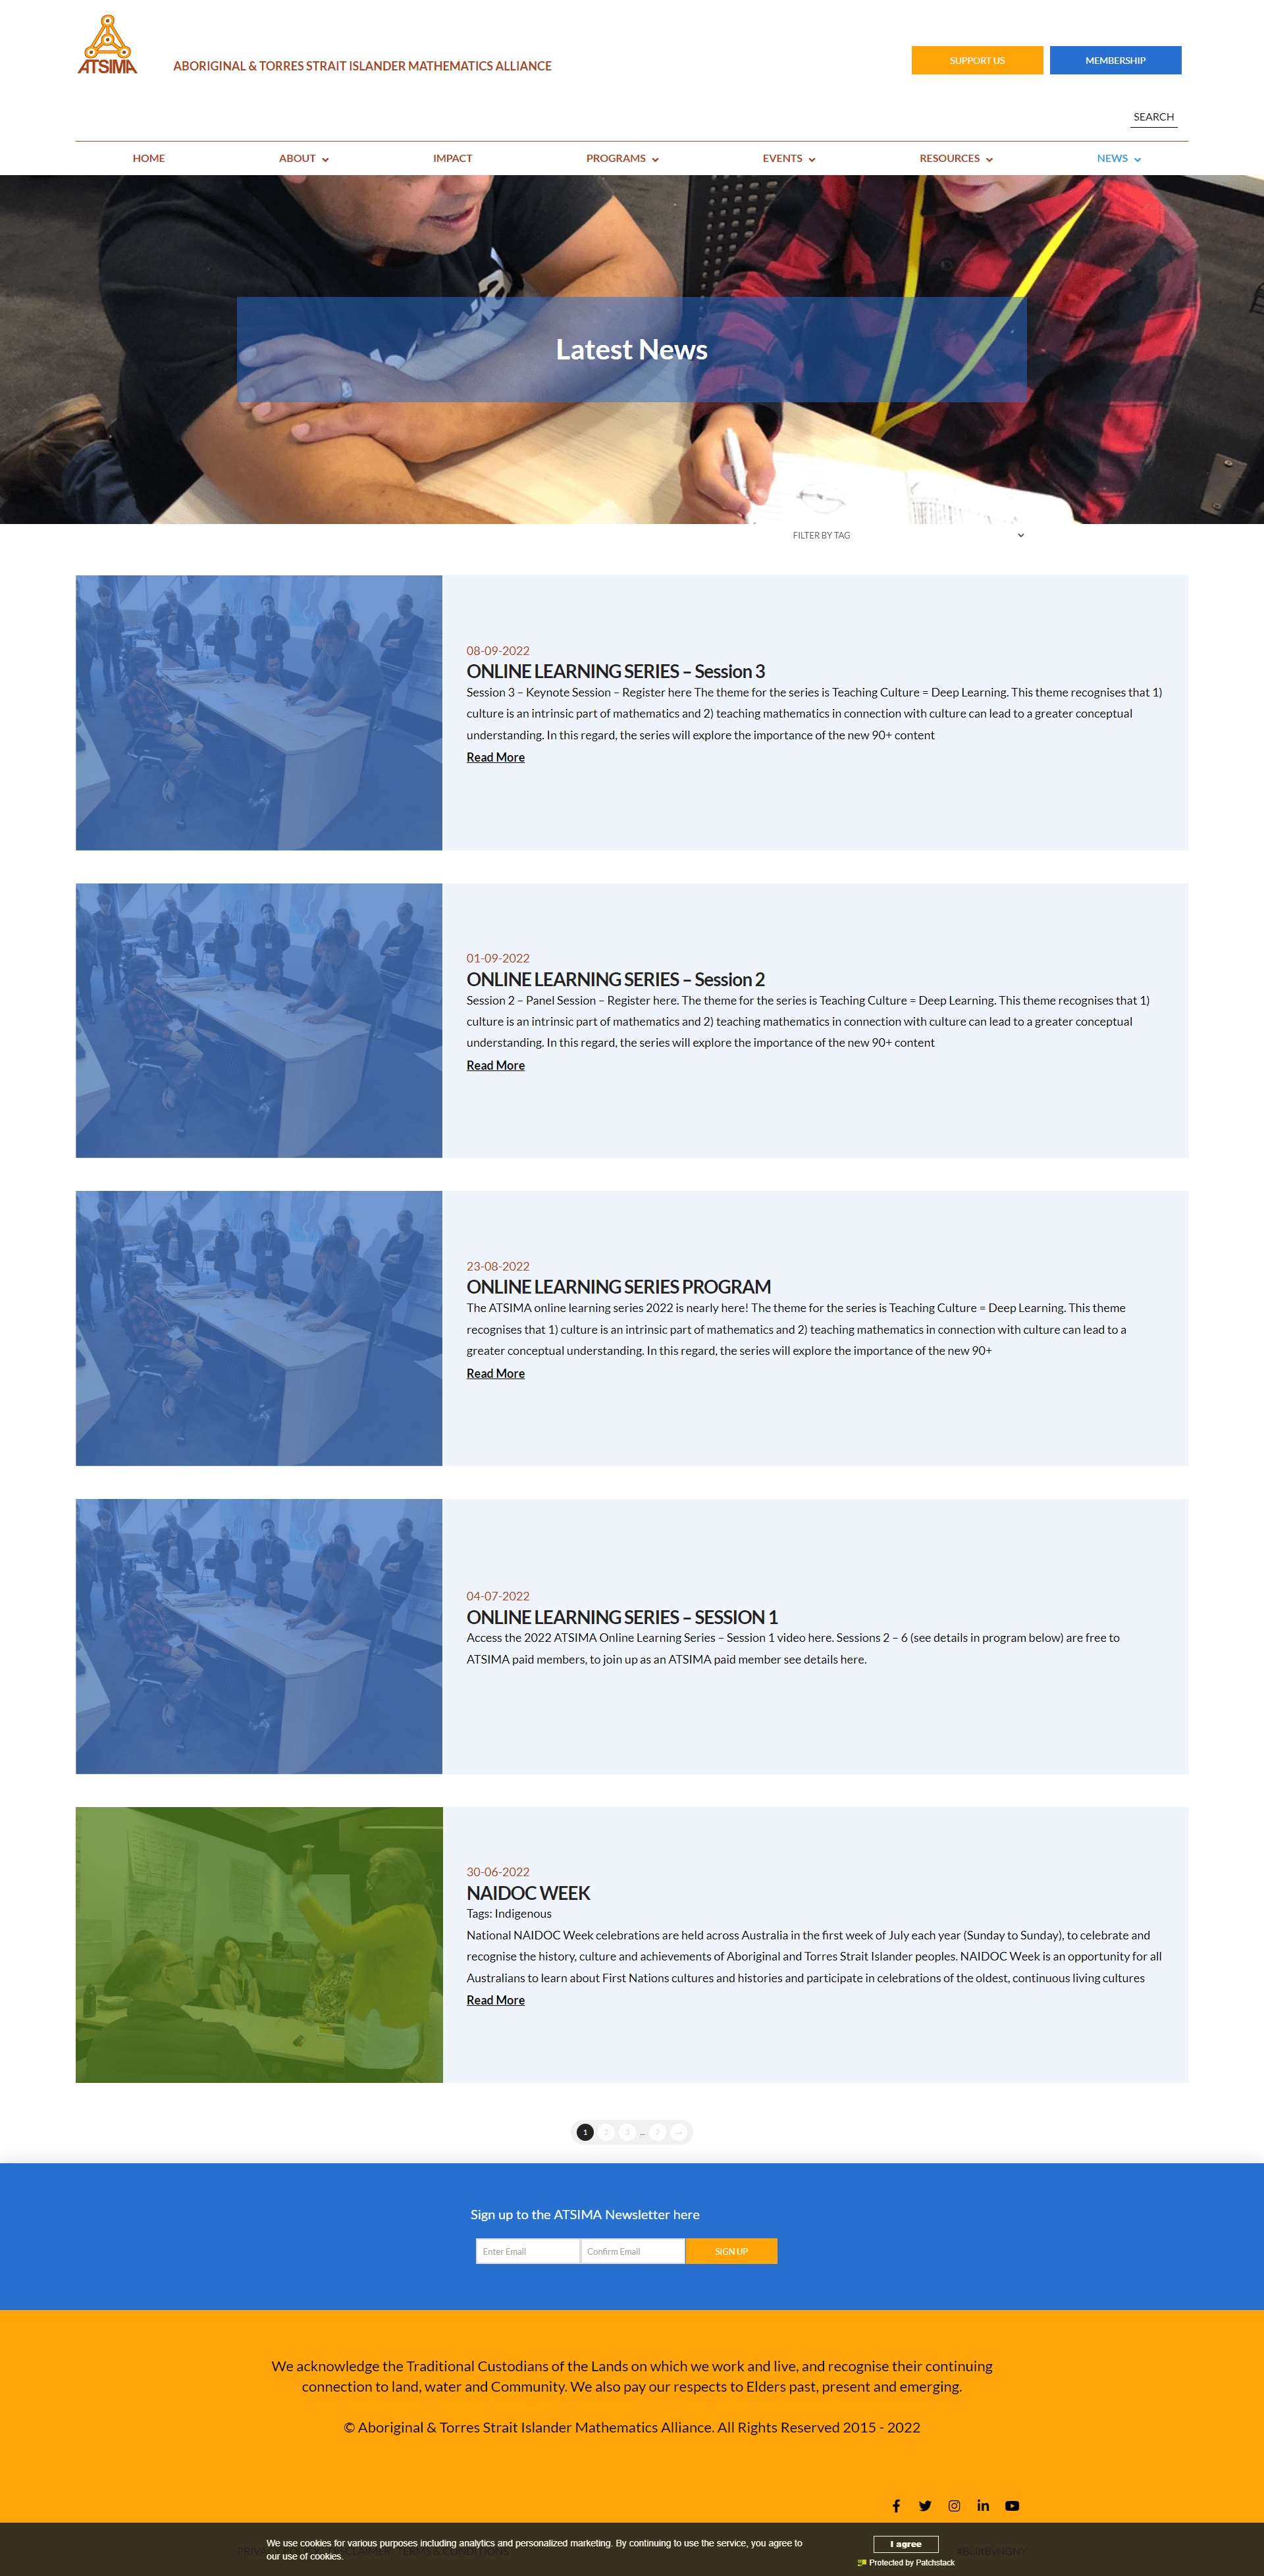 ATSIMA
ABORIGINAL & TORRES STRAIT ISLANDER MATHEMATICS ALLIANCE
SUPPORT US
MEMBERSHIP
SEARCH
HOME
ABOUT
IMPACT
PROGRAMS
EVENTS
RESOURCES
NEWS
Latest News
FILTER BY TAG
08-09-2022
ONLINE LEARNING SERIES – Session 3
Session 3 – Keynote Session – Register here The theme for the series is Teaching Culture = Deep Learning. This theme recognises that 1)
culture is an intrinsic part of mathematics and 2) teaching mathematics in connection with culture can lead to a greater conceptual
understanding. In this regard, the series will explore the importance of the new 90+ content
Read More
01-09-2022
ONLINE LEARNING SERIES – Session 2
Session 2 – Panel Session – Register here. The theme for the series is Teaching Culture = Deep Learning. This theme recognises that 1)
culture is an intrinsic part of mathematics and 2) teaching mathematics in connection with culture can lead to a greater conceptual
understanding. In this regard, the series will explore the importance of the new 90+ content
Read More
23-08-2022
ONLINE LEARNING SERIES PROGRAM
The ATSIMA online learning series 2022 is nearly here! The theme for the series is Teaching Culture = Deep Learning. This theme
recognises that 1) culture is an intrinsic part of mathematics and 2) teaching mathematics in connection with culture can lead to a
greater conceptual understanding. In this regard, the series will explore the importance of the new 90+
Read More
04-07-2022
ONLINE LEARNING SERIES – SESSION 1
Access the 2022 ATSIMA Online Learning Series – Session 1 video here. Sessions 2 – 6 (see details in program below) are free to
ATSIMA paid members, to join up as an ATSIMA paid member see details here.
30-06-2022
NAIDOC WEEK
Tags: Indigenous
National NAIDOC Week celebrations are held across Australia in the first week of July each year (Sunday to Sunday), to celebrate and
recognise the history, culture and achievements of Aboriginal and Torres Strait Islander peoples. NAIDOC Week is an opportunity for all
Australians to learn about First Nations cultures and histories and participate in celebrations of the oldest, continuous living cultures
Read More
1 2 3 ... 7 →
Sign up to the ATSIMA Newsletter here
Enter Email
Confirm Email
SIGN UP
We acknowledge the Traditional Custodians of the Lands on which we work and live, and recognise their continuing
connection to land, water and Community. We also pay our respects to Elders past, present and emerging.
© Aboriginal & Torres Strait Islander Mathematics Alliance. All Rights Reserved 2015 - 2022
We use cookies for various purposes including analytics and personalized marketing. By continuing to use the service, you agree to
our use of cookies.
I agree
Protected by Patchstack